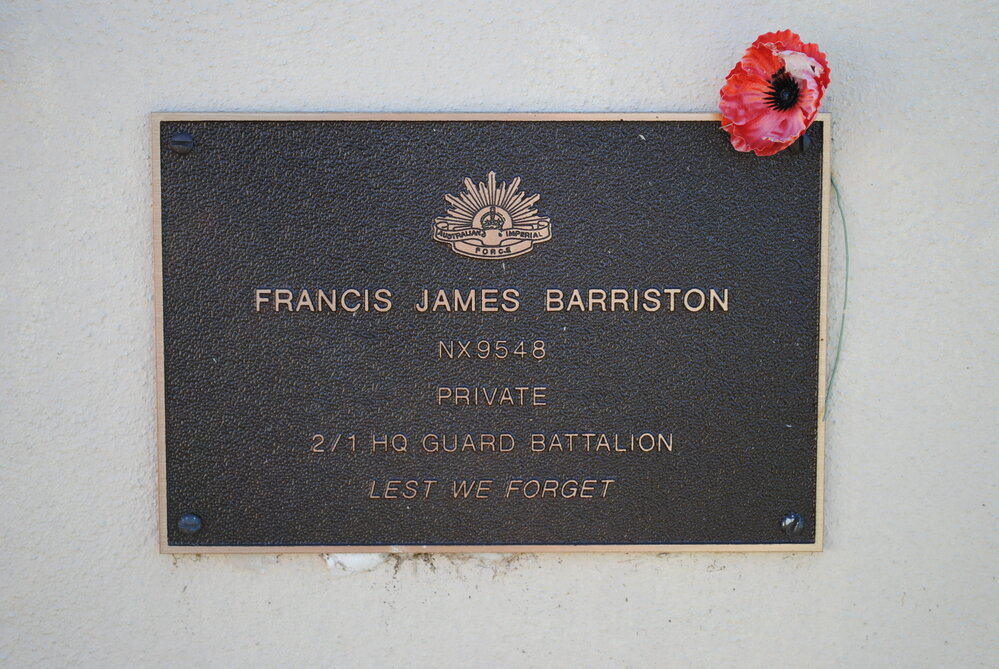 AUSTRALIAN IMPERIAL
FORCE
FRANCIS JAMES BARRISTON
NX9548
PRIVATE
2/1 HQ GUARD BATTALION
LEST WE FORGET